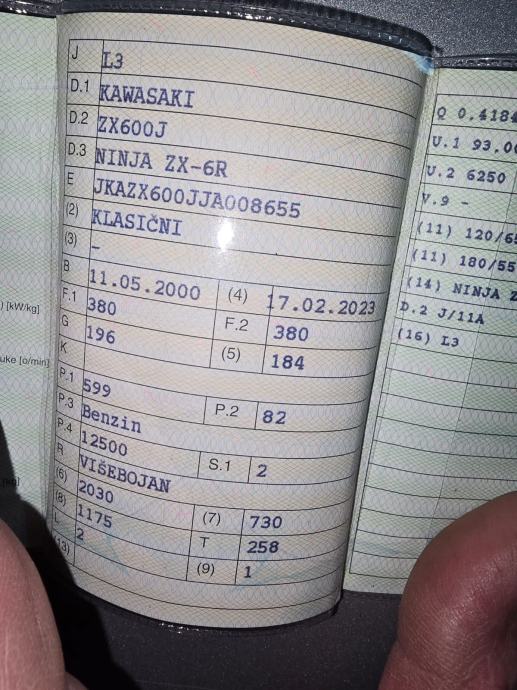 J L3
D.1 KAWASAKI
D.2 ZX600J
D.3 NINJA ZX-6R
E JKAZX600JJA008655
(2) KLASIČNI
(3) -
B 11.05.2000 (4) 17.02.2023
F.1 380 F.2 380
G 196 (5) 184
K
P.1 599 P.2 82
P.3 Benzin
P.4 12500 S.1 2
R VIŠEBOJAN
(6) 2030 (7) 730
(8) 1175 T 258
L 2 (9) 1
(13)
) [kW/kg]
uke [o/min]
Q 0.4184
U.1 93.0
U.2 6250
V.9 -
(11) 120/6
(11) 180/55
(14) NINJA Z
D.2 J/11A
(16) L3